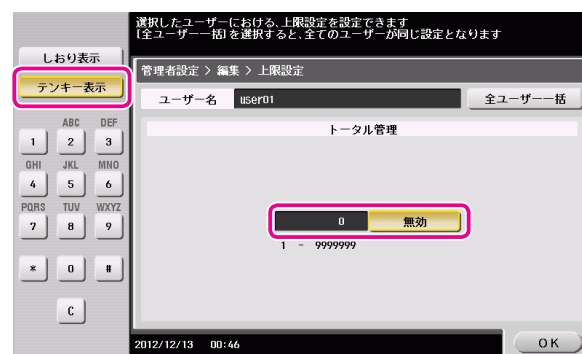 選択したユーザーにおける、上限設定を設定できます
[全ユーザー一括]を選択すると、全てのユーザーが同じ設定となります
しおり表示
テンキー表示
管理者設定 > 編集 > 上限設定
ユーザー名 user01 全ユーザー一括
トータル管理
ABC DEF
1 2 3
GHI JKL MNO
4 5 6
PQRS TUV WXYZ
7 8 9
* 0 #
C
0 無効
1 - 9999999
2012/12/13 00:46
OK